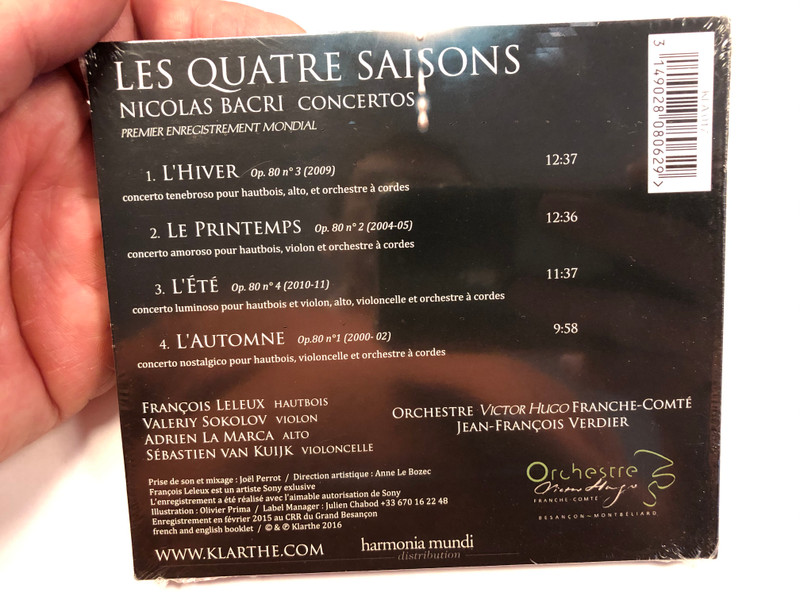 LES QUATRE SAISONS
NICOLAS BACRI CONCERTOS
PREMIER ENREGISTREMENT MONDIAL
1. L'HIVER Op. 80 n° 3 (2009) 12:37
concerto tenebroso pour hautbois, alto, et orchestre à cordes
2. LE PRINTEMPS Op. 80 n° 2 (2004-05) 12:36
concerto amoroso pour hautbois, violon et orchestre à cordes
3. L'ÉTÉ Op. 80 n° 4 (2010-11) 11:37
concerto luminoso pour hautbois et violon, alto, violoncelle et orchestre à cordes
4. L'AUTOMNE Op.80 n°1 (2000- 02) 9:58
concerto nostalgico pour hautbois, violoncelle et orchestre à cordes
FRANÇOIS LELEUX HAUTBOIS
VALERIY SOKOLOV VIOLON
ADRIEN LA MARCA ALTO
SÉBASTIEN VAN KUIJK VIOLONCELLE
ORCHESTRE VICTOR HUGO FRANCHE-COMTÉ
JEAN-FRANÇOIS VERDIER
Prise de son et mixage : Joël Perrot / Direction artistique : Anne Le Bozec
François Leleux est un artiste Sony exlusive
L'enregistrement a été réalisé avec l'aimable autorisation de Sony
Illustration : Olivier Prima / Label Manager : Julien Chabod +33 670 16 22 48
Enregistrement en février 2015 au CRR du Grand Besançon
french and english booklet / © & ℗ Klarthe 2016
WWW.KLARTHE.COM
harmonia mundi
distribution
Orchestre
Victor Hugo
FRANCHE-COMTÉ
BESANÇON—MONTBÉLIARD
3 149028 080629 >